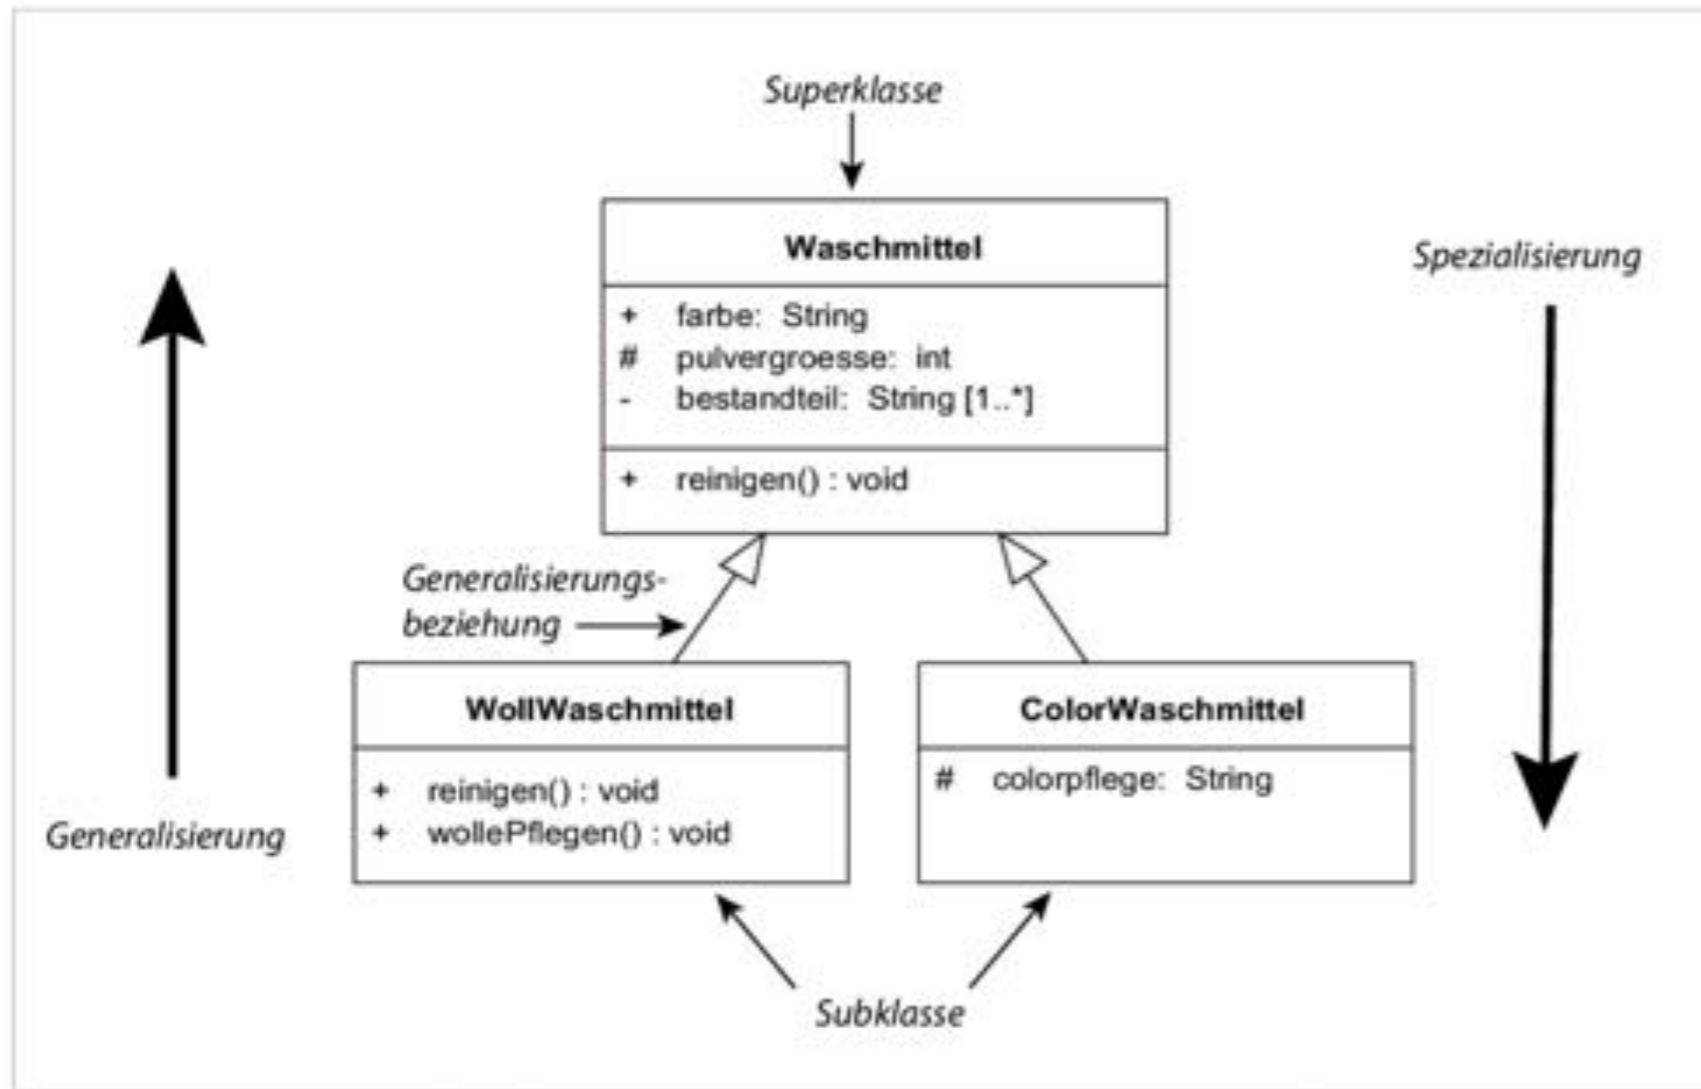 Superklasse
Waschmittel
Spezialisierung
+ farbe: String
# pulvergroesse: int
- bestandteil: String [1..*]
+ reinigen() : void
Generalisierungs-
beziehung
WollWaschmittel
+ reinigen() : void
+ wollePflegen() : void
ColorWaschmittel
# colorpflege: String
Generalisierung
Subklasse